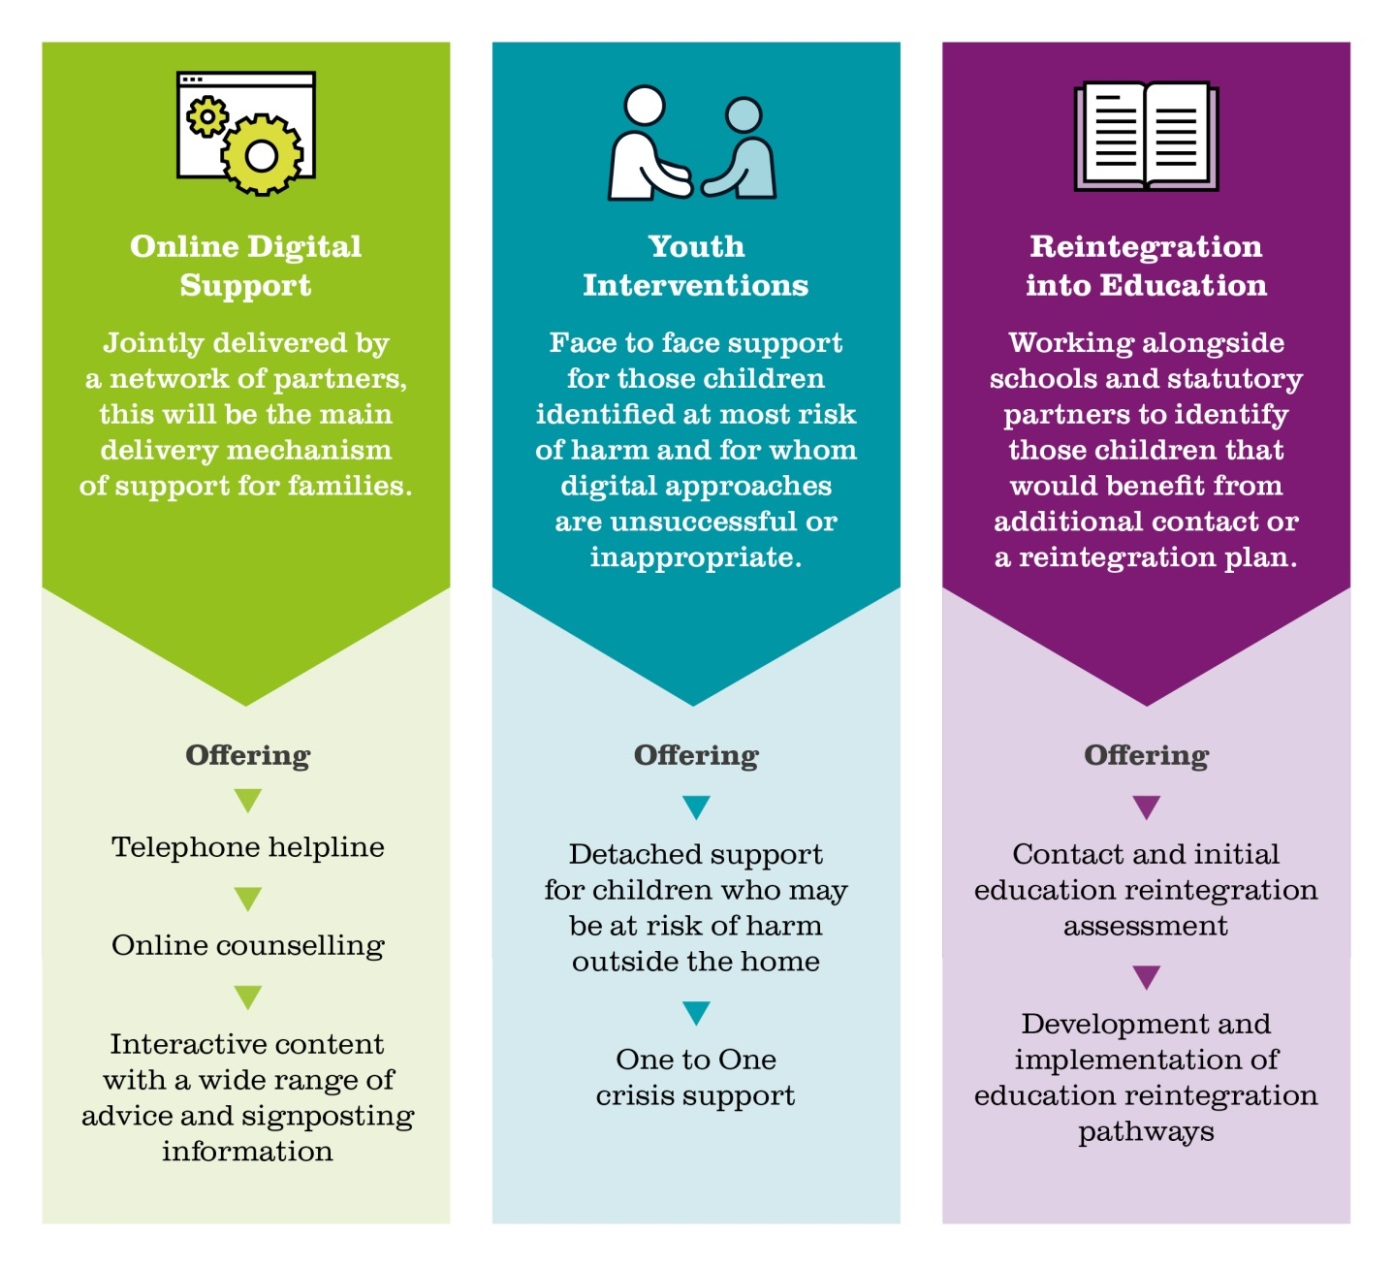 Online Digital
Support
Jointly delivered by
a network of partners,
this will be the main
delivery mechanism
of support for families.
Offering
Telephone helpline
Online counselling
Interactive content
with a wide range of
advice and signposting
information
Youth
Interventions
Face to face support
for those children
identified at most risk
of harm and for whom
digital approaches
are unsuccessful or
inappropriate.
Offering
Detached support
for children who may
be at risk of harm
outside the home
One to One
crisis support
Reintegration
into Education
Working alongside
schools and statutory
partners to identify
those children that
would benefit from
additional contact or
a reintegration plan.
Offering
Contact and initial
education reintegration
assessment
Development and
implementation of
education reintegration
pathways